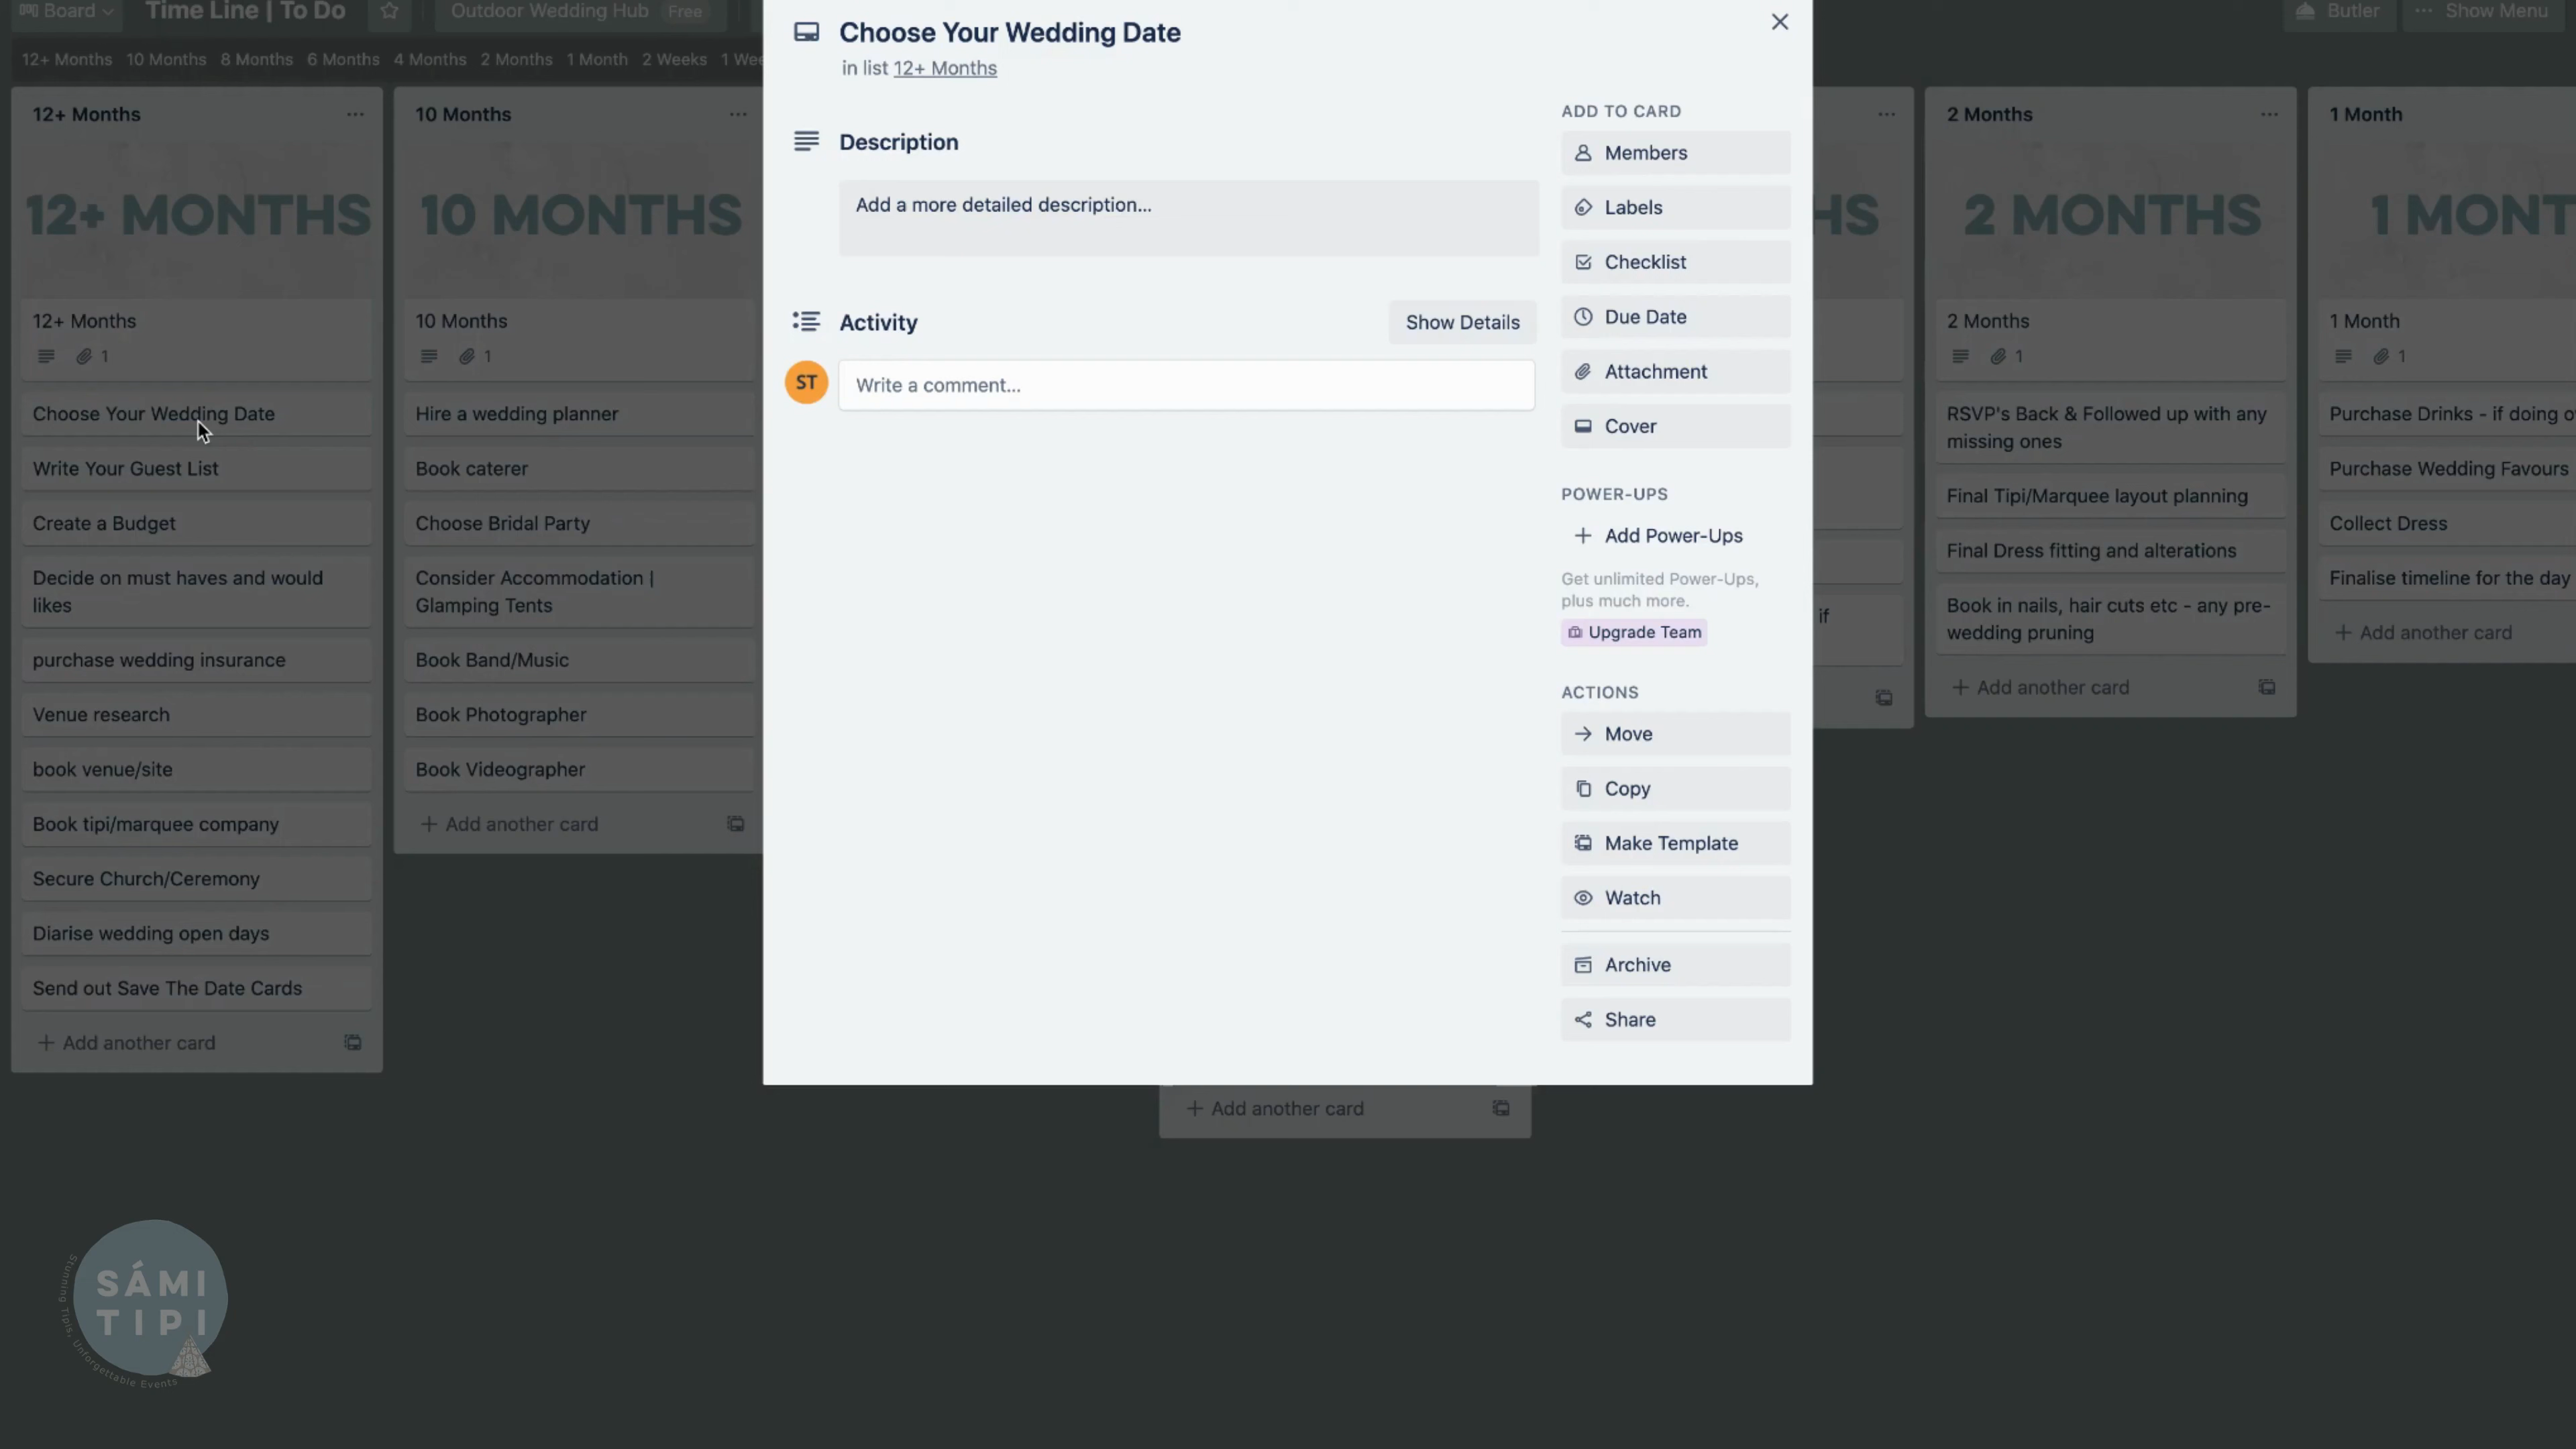 Board
Time Line | To Do
Outdoor Wedding Hub
Free
Butler
Show Menu
12+ Months
10 Months
8 Months
6 Months
4 Months
2 Months
1 Month
2 Weeks
12+ Months
12+ MONTHS
12+ Months
1
Choose Your Wedding Date
Write Your Guest List
Create a Budget
Decide on must haves and would
likes
purchase wedding insurance
Venue research
book venue/site
Book tipi/marquee company
Secure Church/Ceremony
Diarise wedding open days
Send out Save The Date Cards
Add another card
10 Months
10 MONTHS
10 Months
1
Hire a wedding planner
Book caterer
Choose Bridal Party
Consider Accommodation |
Glamping Tents
Book Band/Music
Book Photographer
Book Videographer
Add another card
Choose Your Wedding Date
in list 12+ Months
Description
Add a more detailed description...
Activity
Show Details
ST
Write a comment...
ADD TO CARD
Members
Labels
Checklist
Due Date
Attachment
Cover
POWER-UPS
Add Power-Ups
Get unlimited Power-Ups,
plus much more.
Upgrade Team
ACTIONS
Move
Copy
Make Template
Watch
Archive
Share
Add another card
if
2 Months
2 MONTHS
2 Months
1
RSVP's Back & Followed up with any
missing ones
Final Tipi/Marquee layout planning
Final Dress fitting and alterations
Book in nails, hair cuts etc - any pre-
wedding pruning
Add another card
1 Month
1 MONT
1 Month
1
Purchase Drinks - if doing
Purchase Wedding Favours
Collect Dress
Finalise timeline for the day
Add another card
SÁMI
TIPI
Stunning Tipis, Unforgettable Events